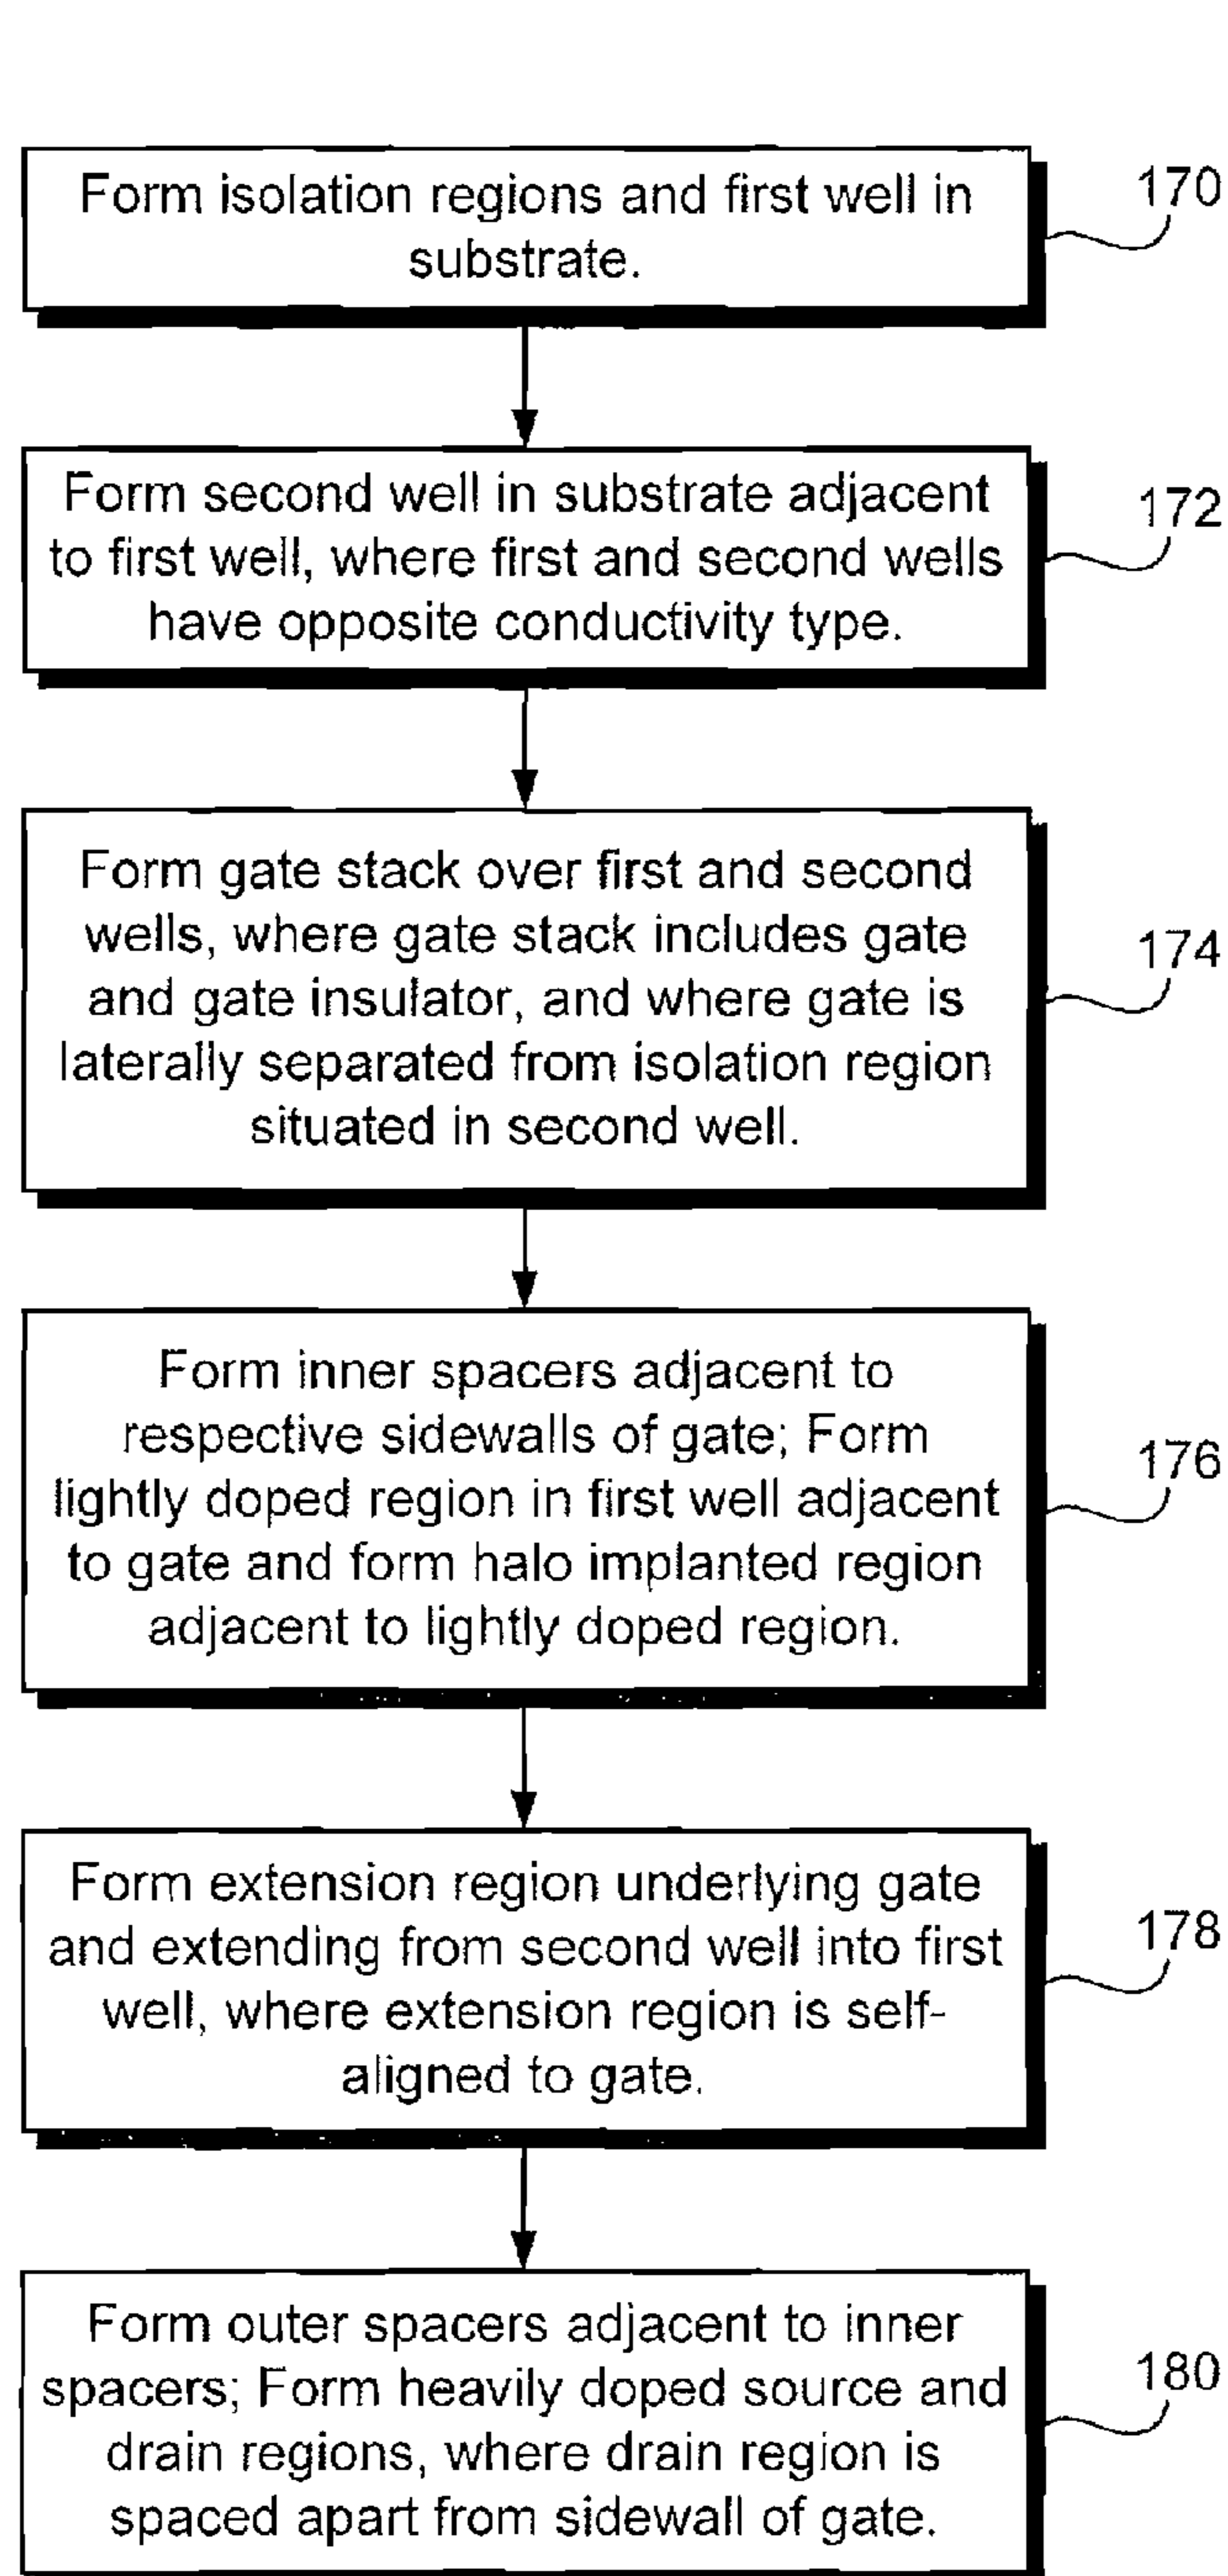 Form isolation regions and first well in
substrate.
170
Form second well in substrate adjacent
to first well, where first and second wells
have opposite conductivity type.
172
Form gate stack over first and second
wells, where gate stack includes gate
and gate insulator, and where gate is
laterally separated from isolation region
situated in second well.
174
Form inner spacers adjacent to
respective sidewalls of gate; Form
lightly doped region in first well adjacent
to gate and form halo implanted region
adjacent to lightly doped region.
176
Form extension region underlying gate
and extending from second well into first
well, where extension region is self-
aligned to gate.
178
Form outer spacers adjacent to inner
spacers; Form heavily doped source and
drain regions, where drain region is
spaced apart from sidewall of gate.
180